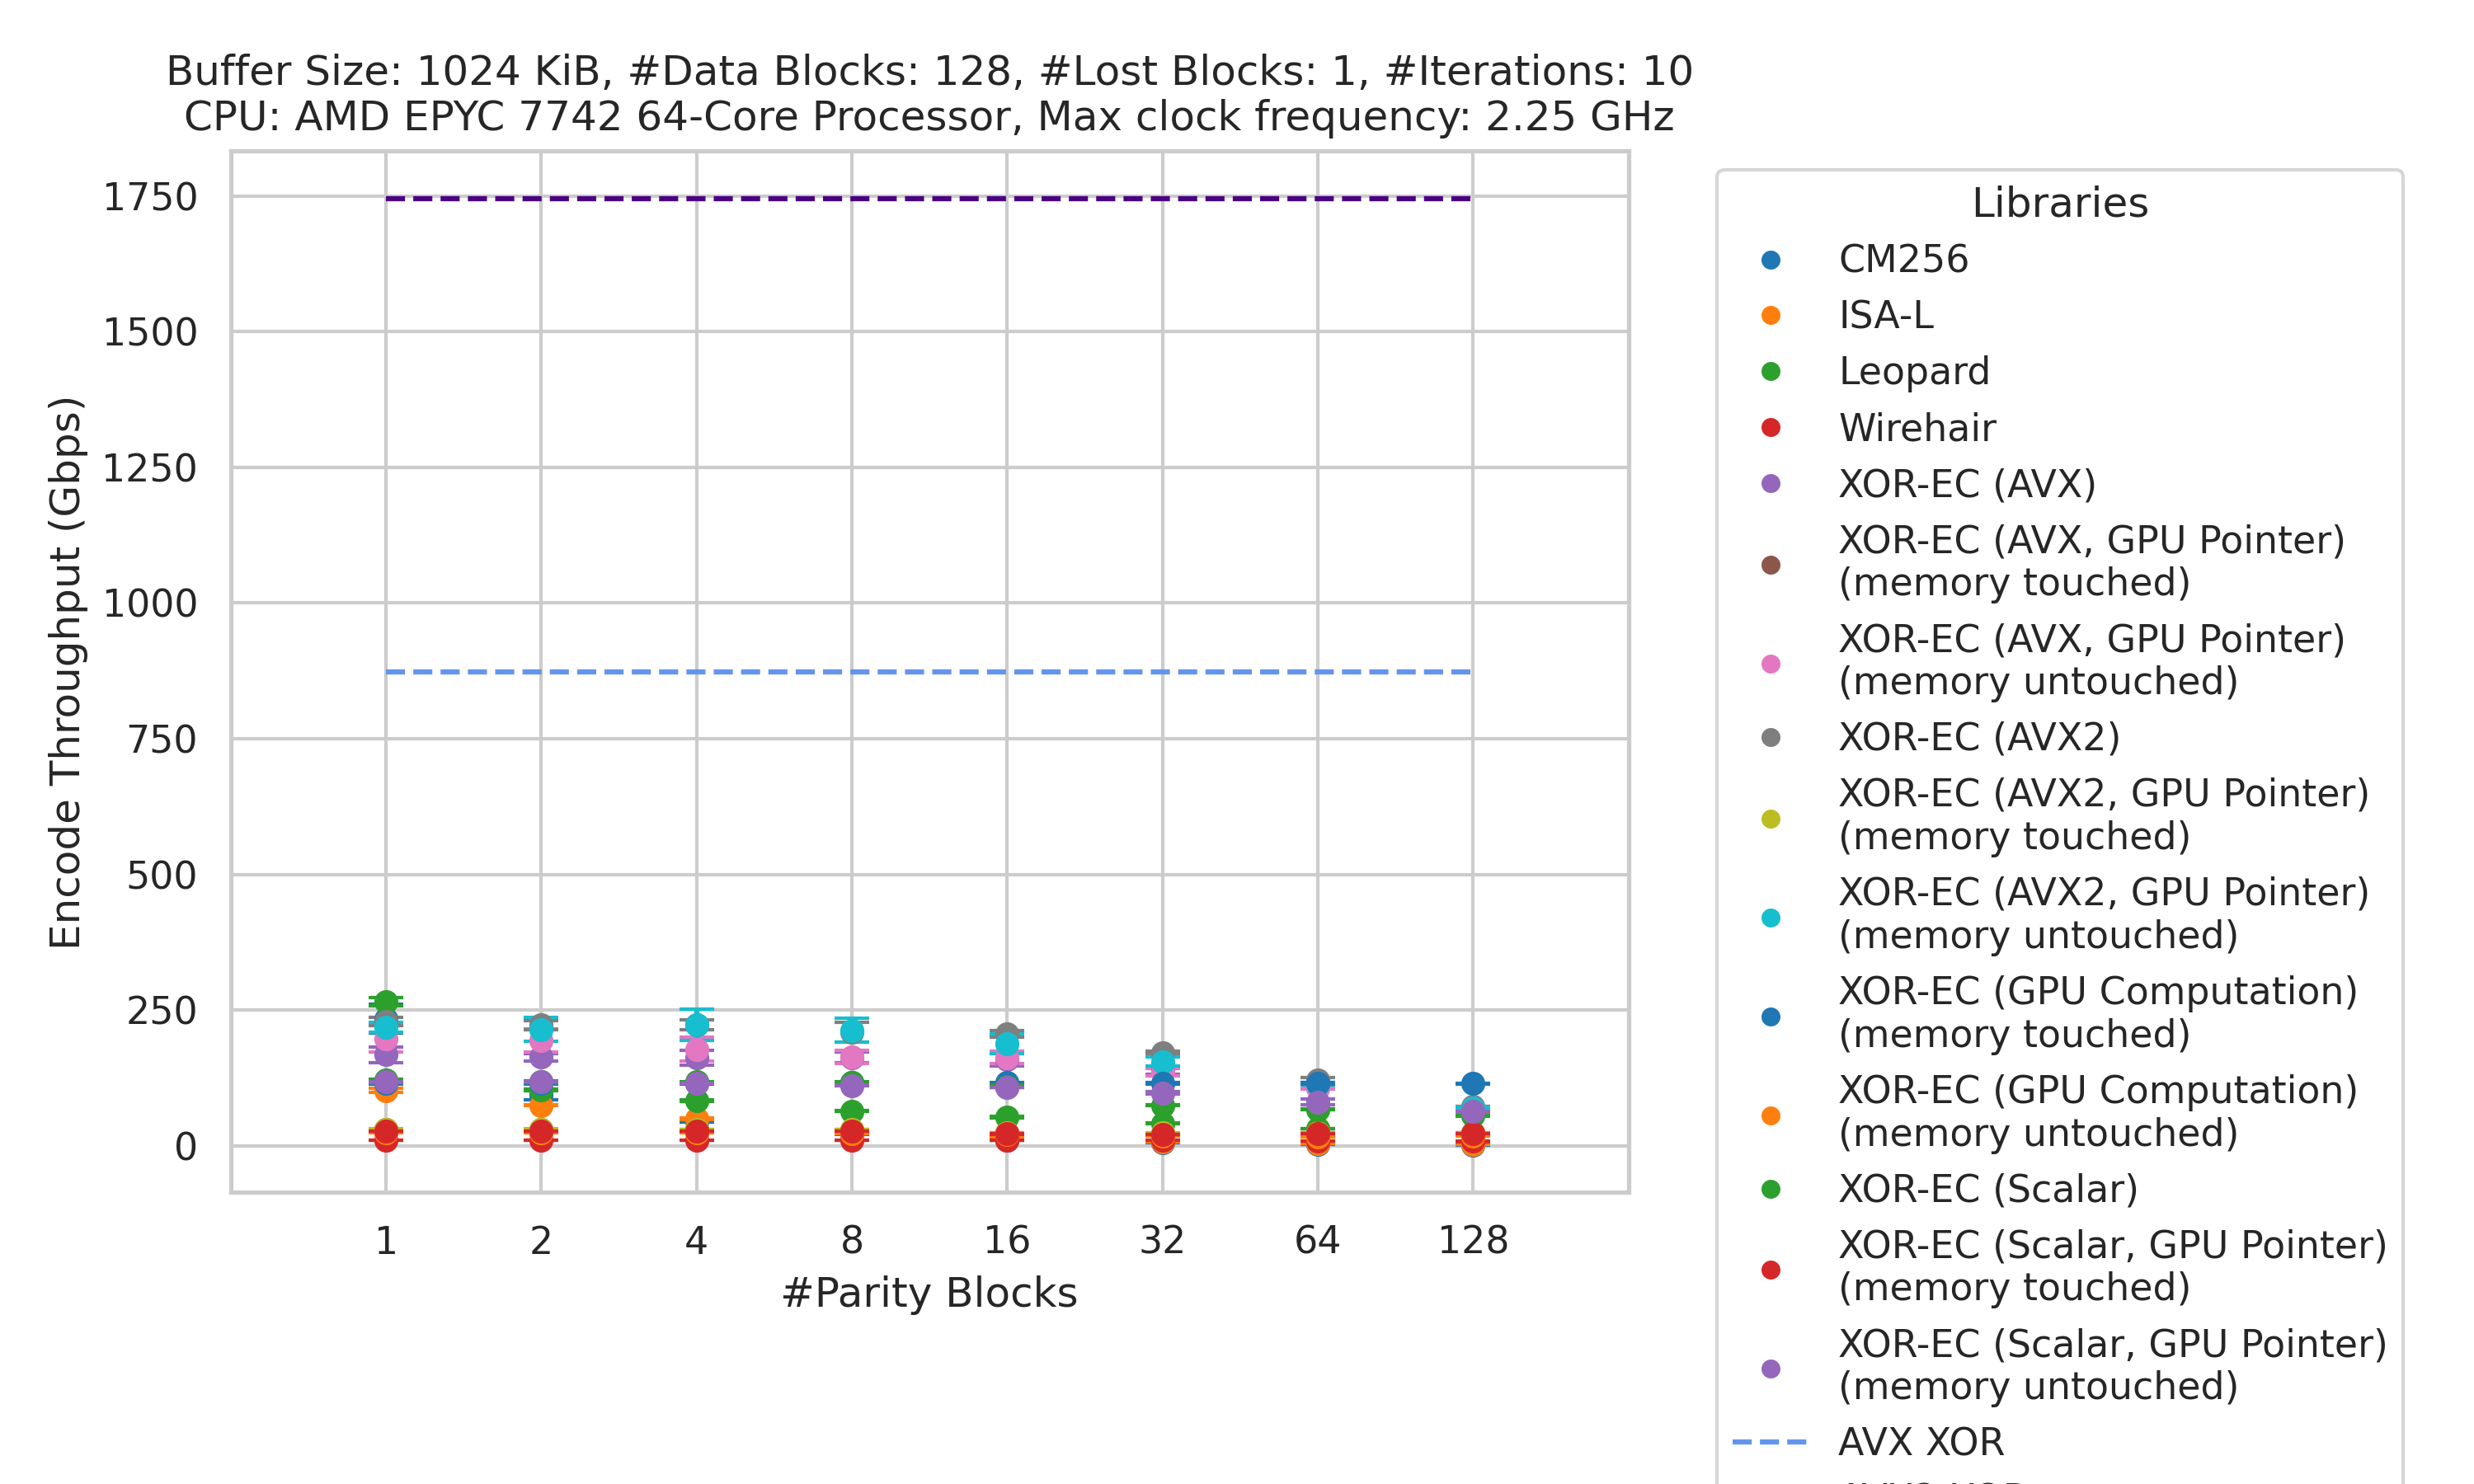 Buffer Size: 1024 KiB, #Data Blocks: 128, #Lost Blocks: 1, #Iterations: 10
CPU: AMD EPYC 7742 64-Core Processor, Max clock frequency: 2.25 GHz
1750
1500
1250
1000
750
500
250
0
Encode Throughput (Gbps)
1
2
4
8
16
32
64
128
#Parity Blocks
Libraries
CM256
ISA-L
Leopard
Wirehair
XOR-EC (AVX)
XOR-EC (AVX, GPU Pointer)
(memory touched)
XOR-EC (AVX, GPU Pointer)
(memory untouched)
XOR-EC (AVX2)
XOR-EC (AVX2, GPU Pointer)
(memory touched)
XOR-EC (AVX2, GPU Pointer)
(memory untouched)
XOR-EC (GPU Computation)
(memory touched)
XOR-EC (GPU Computation)
(memory untouched)
XOR-EC (Scalar)
XOR-EC (Scalar, GPU Pointer)
(memory touched)
XOR-EC (Scalar, GPU Pointer)
(memory untouched)
AVX XOR